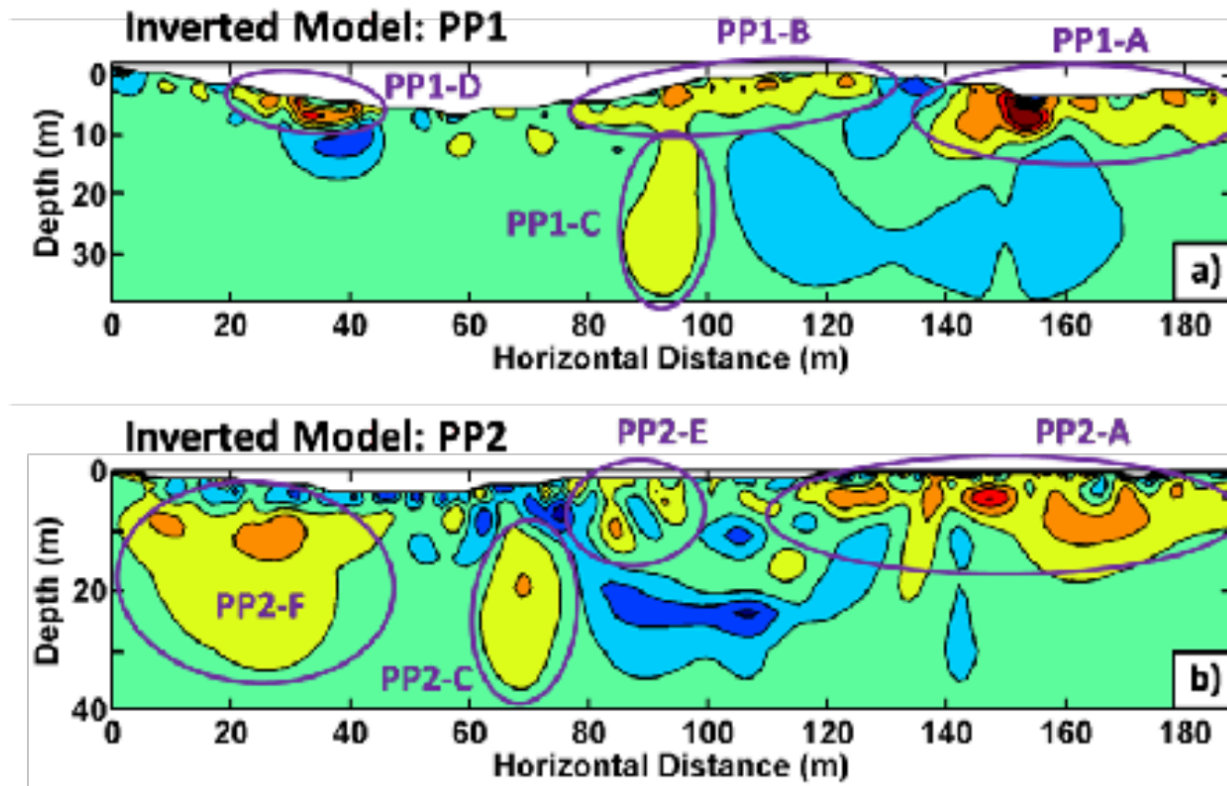 Inverted Model: PP1
PP1-B
PP1-A
PP1-D
PP1-C
0
10
20
30
Depth (m)
a)
0 20 40 60 80 100 120 140 160 180
Horizontal Distance (m)
Inverted Model: PP2
PP2-E
PP2-A
PP2-F
PP2-C
0
20
40
Depth (m)
b)
0 20 40 60 80 100 120 140 160 180
Horizontal Distance (m)